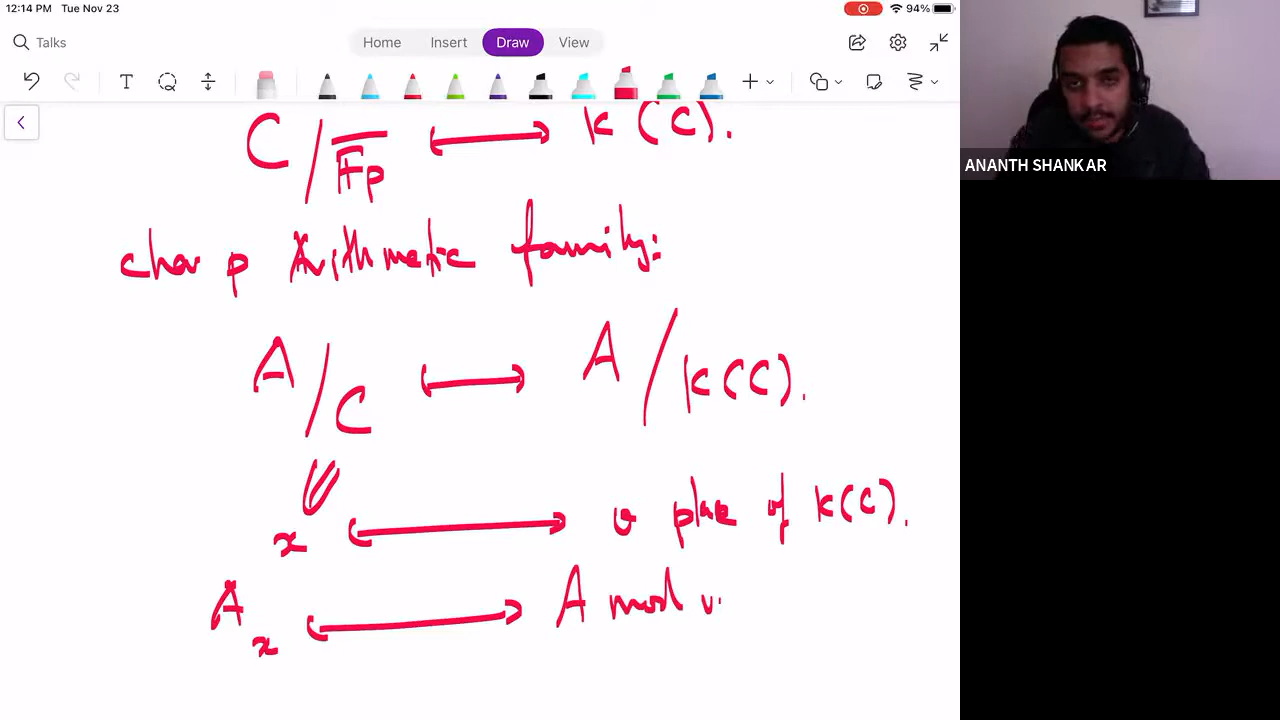 12:14 PM Tue Nov 23
94%
Talks
Home Insert Draw View
T
C / F̅p ⟷ k(C).
char p Arithmetic family:
A / C ⟷ A / k(C).
x ⟷ v place of k(C).
A_x ⟷ A mod v.
ANANTH SHANKAR